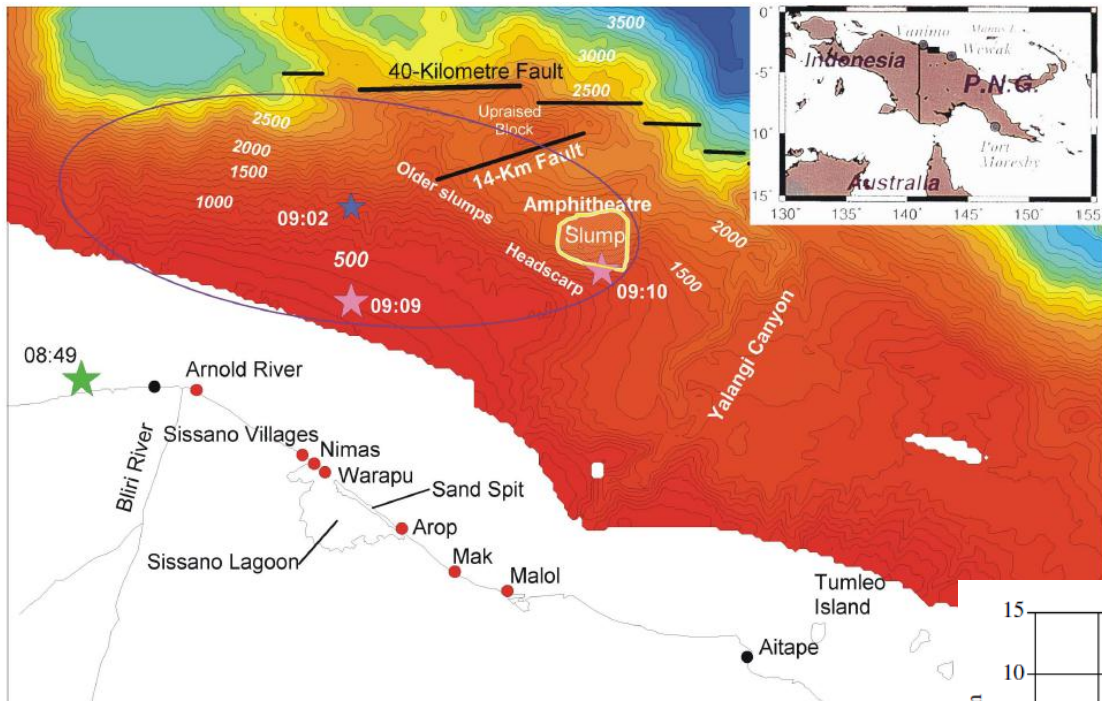 3500
3000
2500
40-Kilometre Fault
Upraised
Block
2500
2000
1500
1000
14-Km Fault
Older slumps
Amphitheatre
Slump
09:02
500
Headscarp
09:09
09:10
1500
2000
Yalangi Canyon
0°
-5°
10°
15°
130°
135°
140°
145°
150°
155°
Vanimo
Manus I.
Wewak
Indonesia
P.N.G
Port
Moresby
Australia
08:49
Arnold River
Bliri River
Sissano Villages
Nimas
Warapu
Sand Spit
Arop
Sissano Lagoon
Mak
Malol
Tumleo
Island
Aitape
15
10